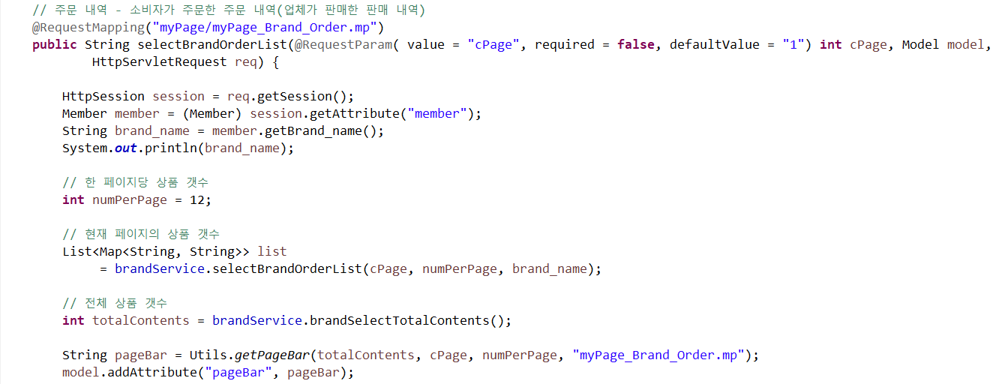 // 주문 내역 - 소비자가 주문한 주문 내역(업체가 판매한 판매 내역)
@RequestMapping("myPage/myPage_Brand_Order.mp")
public String selectBrandOrderList(@RequestParam( value = "cPage", required = false, defaultValue = "1") int cPage, Model model,
HttpServletRequest req) {
HttpSession session = req.getSession();
Member member = (Member) session.getAttribute("member");
String brand_name = member.getBrand_name();
System.out.println(brand_name);
// 한 페이지당 상품 갯수
int numPerPage = 12;
// 현재 페이지의 상품 갯수
List<Map<String, String>> list
= brandService.selectBrandOrderList(cPage, numPerPage, brand_name);
// 전체 상품 갯수
int totalContents = brandService.brandSelectTotalContents();
String pageBar = Utils.getPageBar(totalContents, cPage, numPerPage, "myPage_Brand_Order.mp");
model.addAttribute("pageBar", pageBar);